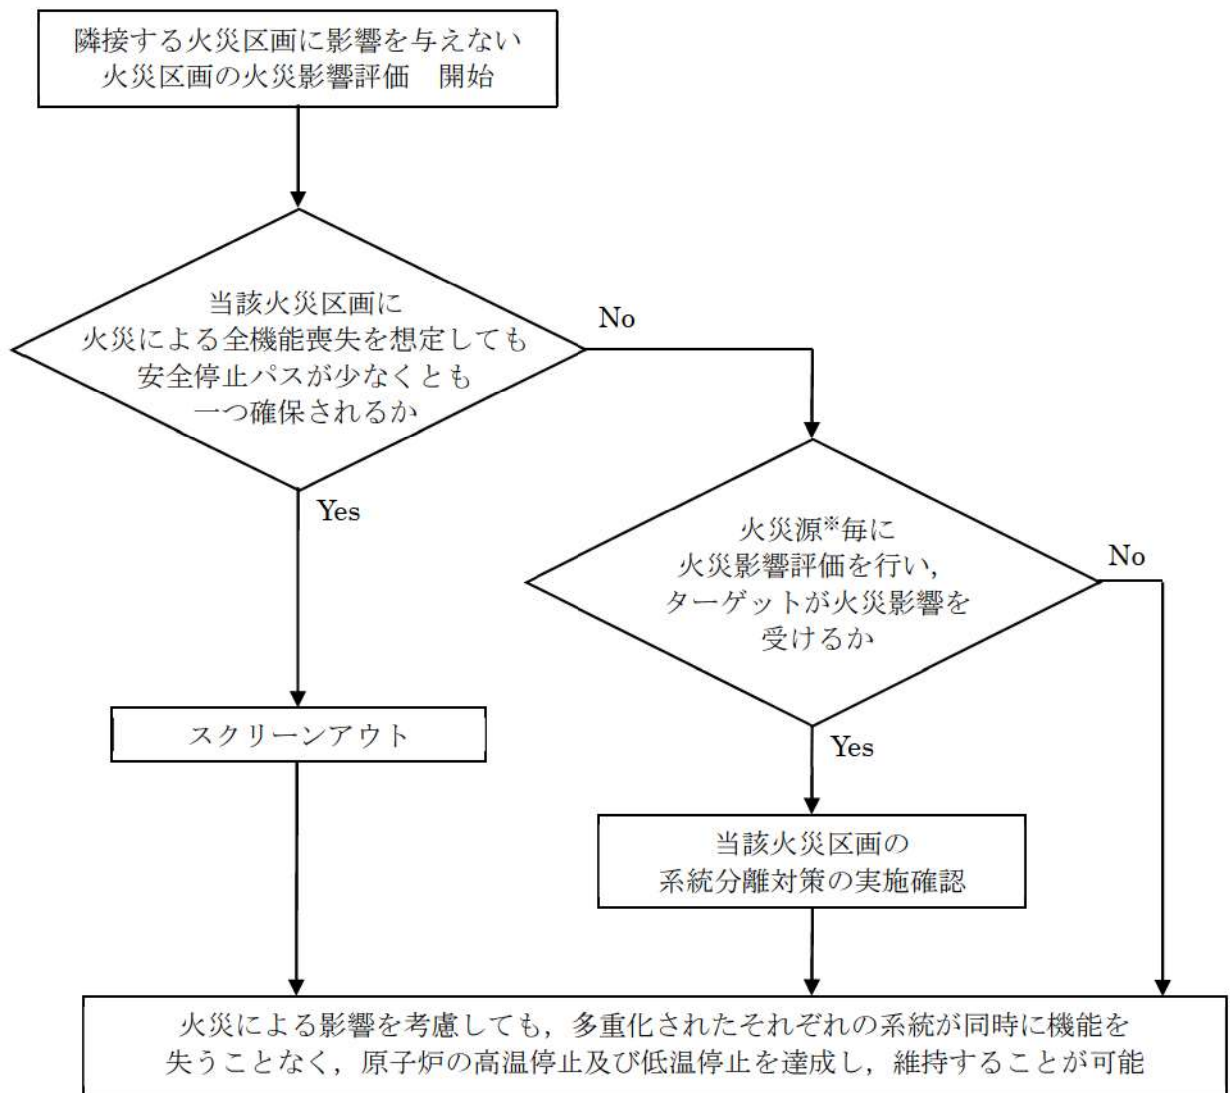 隣接する火災区画に影響を与えない
火災区画の火災影響評価　開始
当該火災区画に
火災による全機能喪失を想定しても
安全停止パスが少なくとも
一つ確保されるか
No
Yes
火災源※毎に
火災影響評価を行い，
ターゲットが火災影響を
受けるか
No
Yes
スクリーンアウト
当該火災区画の
系統分離対策の実施確認
火災による影響を考慮しても，多重化されたそれぞれの系統が同時に機能を
失うことなく，原子炉の高温停止及び低温停止を達成し，維持することが可能